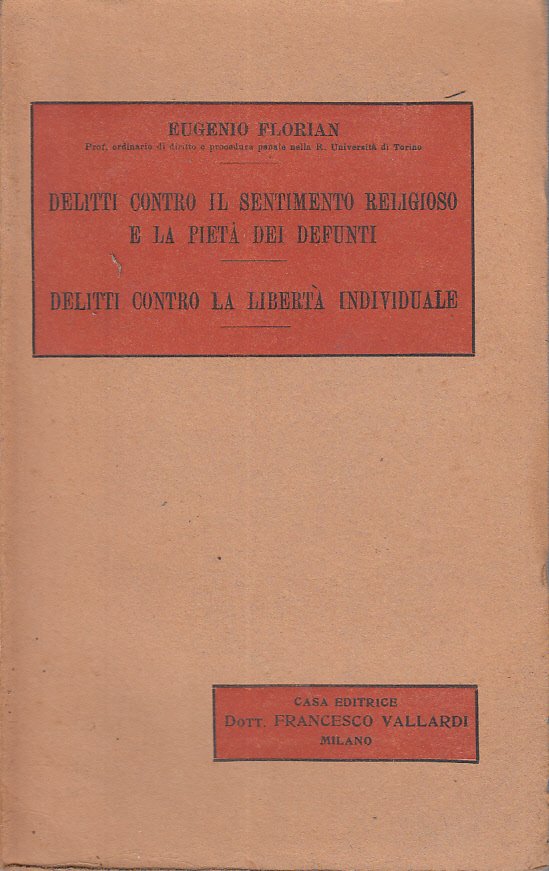 EUGENIO FLORIAN
Prof. ordinario di diritto e procedura penale nella R. Università di Torino
DELITTI CONTRO IL SENTIMENTO RELIGIOSO
E LA PIETÀ DEI DEFUNTI
DELITTI CONTRO LA LIBERTÀ INDIVIDUALE
CASA EDITRICE
DOTT. FRANCESCO VALLARDI
MILANO